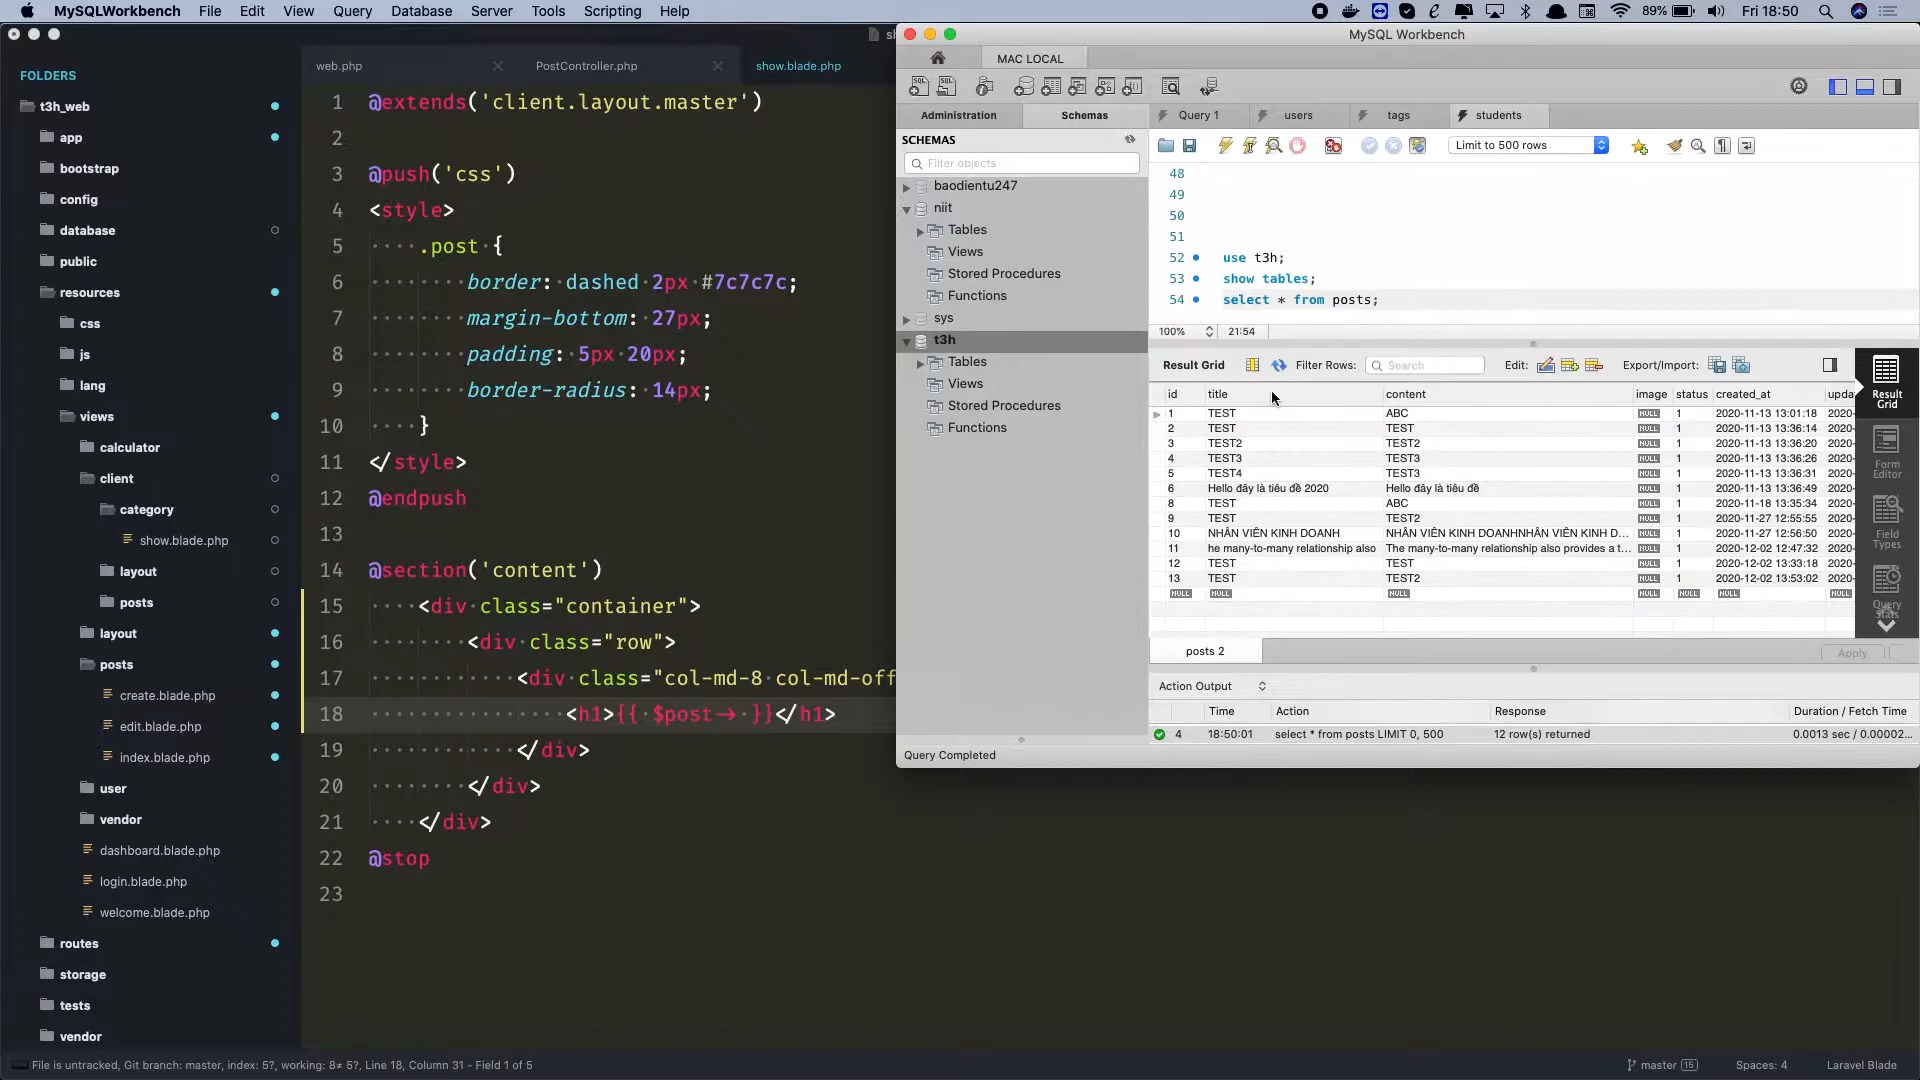 MySQLWorkbench File Edit View Query Database Server Tools Scripting Help
89% Fri 18:50
FOLDERS
t3h_web
app
bootstrap
config
database
public
resources
css
js
lang
views
calculator
client
category
show.blade.php
layout
posts
layout
posts
create.blade.php
edit.blade.php
index.blade.php
user
vendor
dashboard.blade.php
login.blade.php
welcome.blade.php
routes
storage
tests
vendor
web.php PostController.php show.blade.php
1 @extends('client.layout.master')
2
3 @push('css')
4 <style>
5 .post {
6 border: dashed 2px #7c7c7c;
7 margin-bottom: 27px;
8 padding: 5px 20px;
9 border-radius: 14px;
10 }
11 </style>
12 @endpush
13
14 @section('content')
15 <div class="container">
16 <div class="row">
17 <div class="col-md-8 col-md-off
18 <h1>{{ $post-> }}</h1>
19 </div>
20 </div>
21 </div>
22 @stop
23
MySQL Workbench
MAC LOCAL
Administration Schemas
SCHEMAS
Filter objects
baodientu247
niit
Tables
Views
Stored Procedures
Functions
sys
t3h
Tables
Views
Stored Procedures
Functions
Query 1 users tags students
Limit to 500 rows
48
49
50
51
52 use t3h;
53 show tables;
54 select * from posts;
100% 21:54
Result Grid Filter Rows: Search Edit: Export/Import:
id title content image status created_at upda
1 TEST ABC NULL 1 2020-11-13 13:01:18 2020-
2 TEST TEST NULL 1 2020-11-13 13:36:14 2020-
3 TEST2 TEST2 NULL 1 2020-11-13 13:36:20 2020-
4 TEST3 TEST3 NULL 1 2020-11-13 13:36:26 2020-
5 TEST4 TEST3 NULL 1 2020-11-13 13:36:31 2020-
6 Hello đây là tiêu đề 2020 Hello đây là tiêu đề NULL 1 2020-11-13 13:36:49 2020-
8 TEST ABC NULL 1 2020-11-18 13:35:34 2020-
9 TEST TEST2 NULL 1 2020-11-27 12:55:55 2020-
10 NHÂN VIÊN KINH DOANH NHÂN VIÊN KINH DOANHNHÂN VIÊN KINH D... NULL 1 2020-11-27 12:56:50 2020-
11 he many-to-many relationship also The many-to-many relationship also provides a t... NULL 1 2020-12-02 12:47:32 2020-
12 TEST TEST NULL 1 2020-12-02 13:33:18 2020-
13 TEST TEST2 NULL 1 2020-12-02 13:53:02 2020-
NULL NULL NULL NULL NULL NULL NULL
Result Grid
Form Editor
Field Types
Query Stats
posts 2 Apply
Action Output
Time Action Response Duration / Fetch Time
4 18:50:01 select * from posts LIMIT 0, 500 12 row(s) returned 0.0013 sec / 0.00002...
Query Completed
File is untracked, Git branch: master, index: 5?, working: 8≠ 5?, Line 18, Column 31 - Field 1 of 5
master 15 Spaces: 4 Laravel Blade